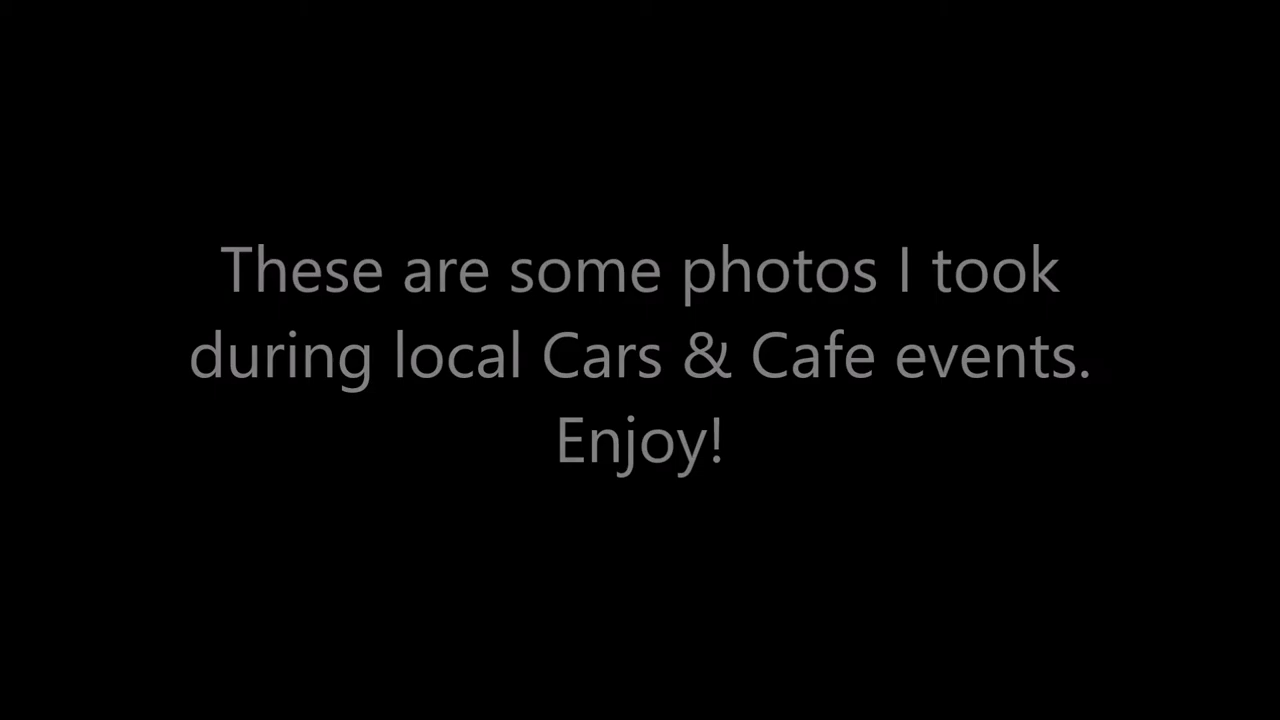 These are some photos I took
during local Cars & Cafe events.
Enjoy!